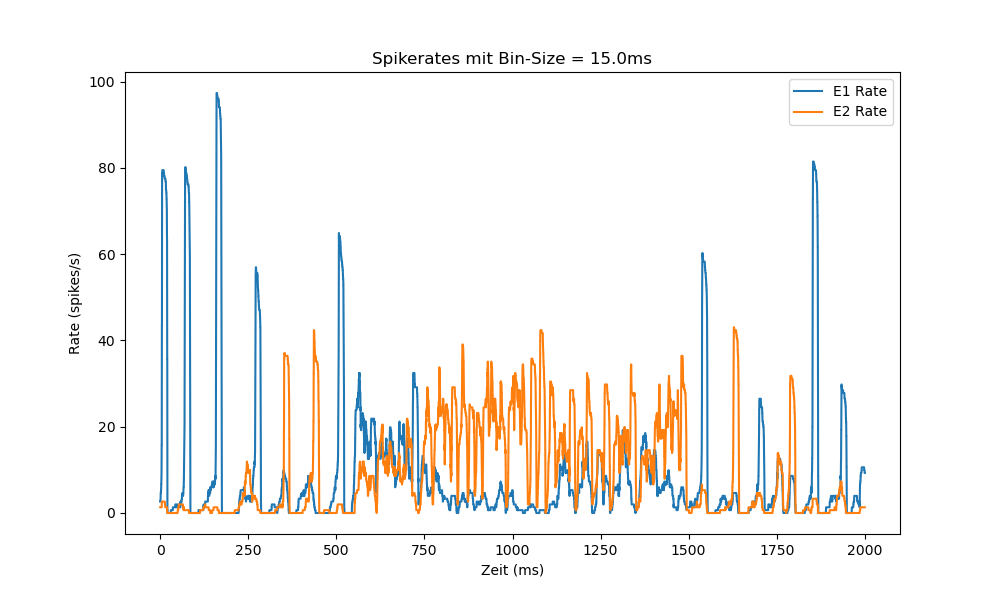 Spikerates mit Bin-Size = 15.0ms
E1 Rate
E2 Rate
100
80
60
40
20
0
Rate (spikes/s)
0 250 500 750 1000 1250 1500 1750 2000
Zeit (ms)